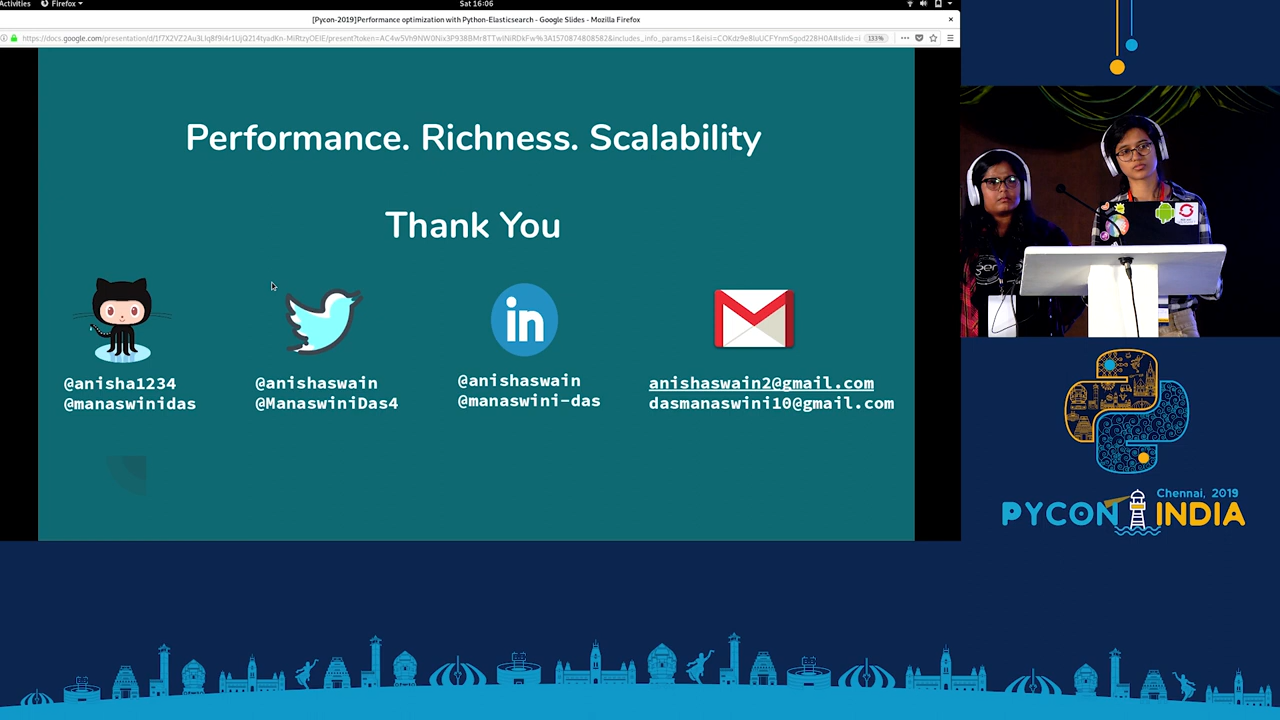 Activities
Firefox
Sat 16:06
[Pycon-2019]Performance optimization with Python-Elasticsearch - Google Slides - Mozilla Firefox
133%
Performance. Richness. Scalability
Thank You
in
@anisha1234
@manaswinidas
@anishaswain
@ManaswiniDas4
@anishaswain
@manaswini-das
anishaswain2@gmail.com
dasmanaswini10@gmail.com
Chennai, 2019
PYCON INDIA